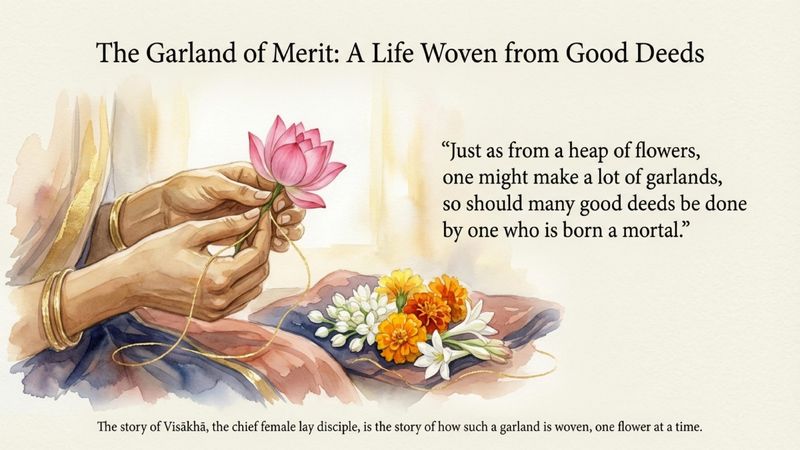 The Garland of Merit: A Life Woven from Good Deeds
“Just as from a heap of flowers,
one might make a lot of garlands,
so should many good deeds be done
by one who is born a mortal.”
The story of Visākhā, the chief female lay disciple, is the story of how such a garland is woven, one flower at a time.